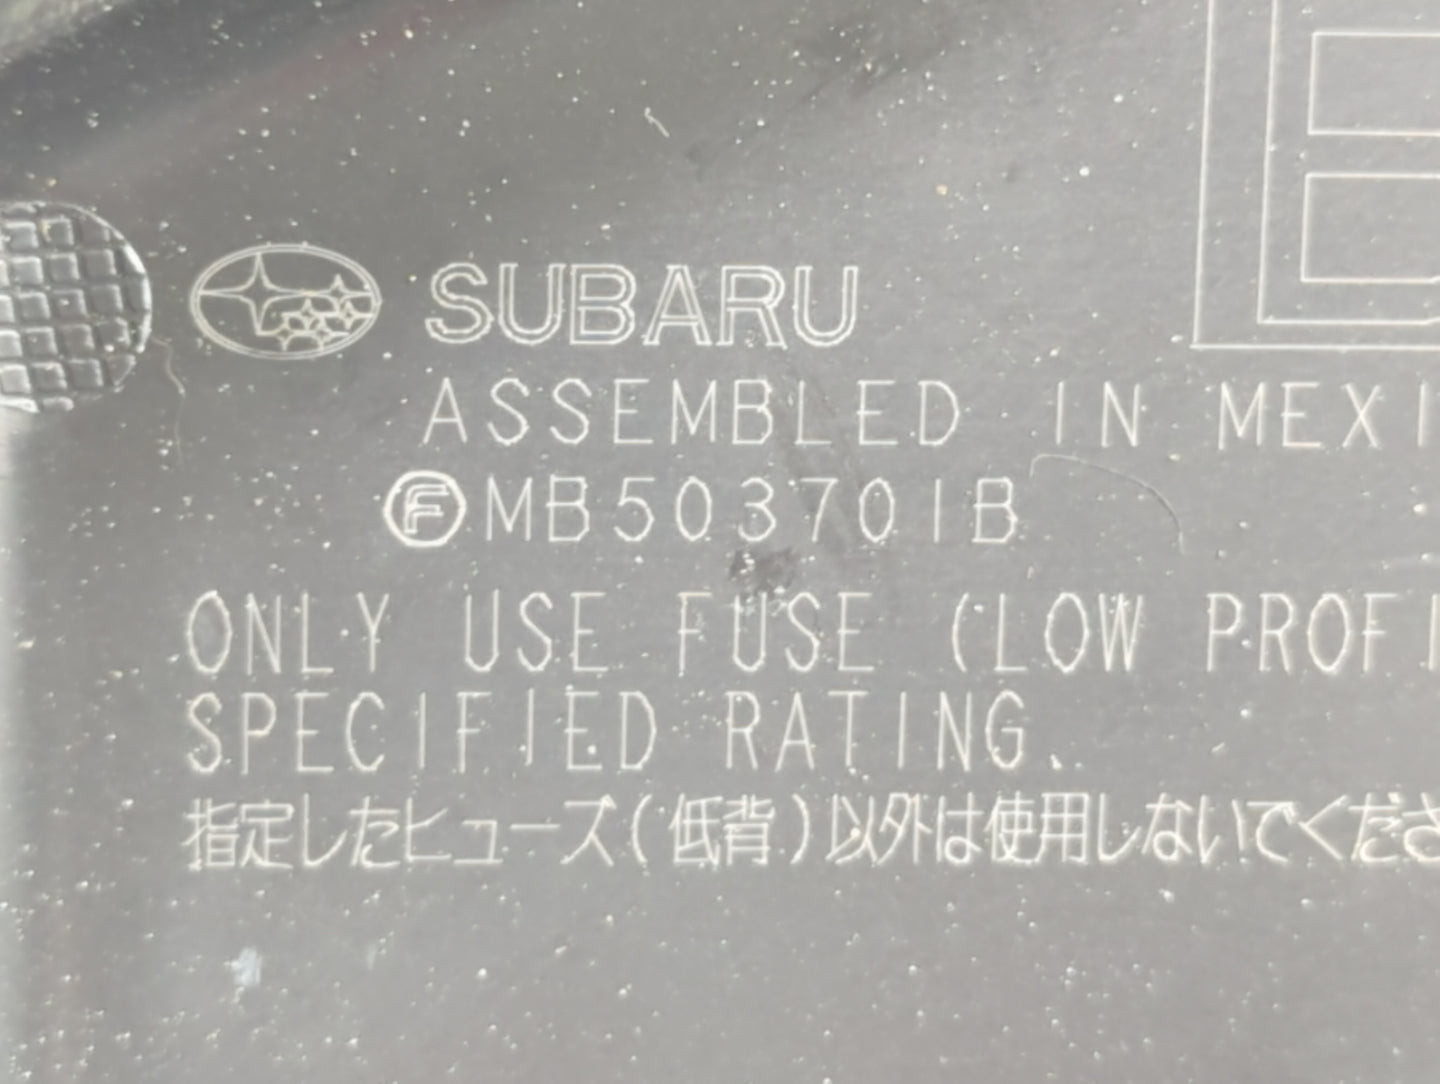 SUBARU
ASSEMBLED IN MEXI
F MB503701B
ONLY USE FUSE (LOW PROFI
SPECIFIED RATING.
指定したヒューズ(低背)以外は使用しないでくださ